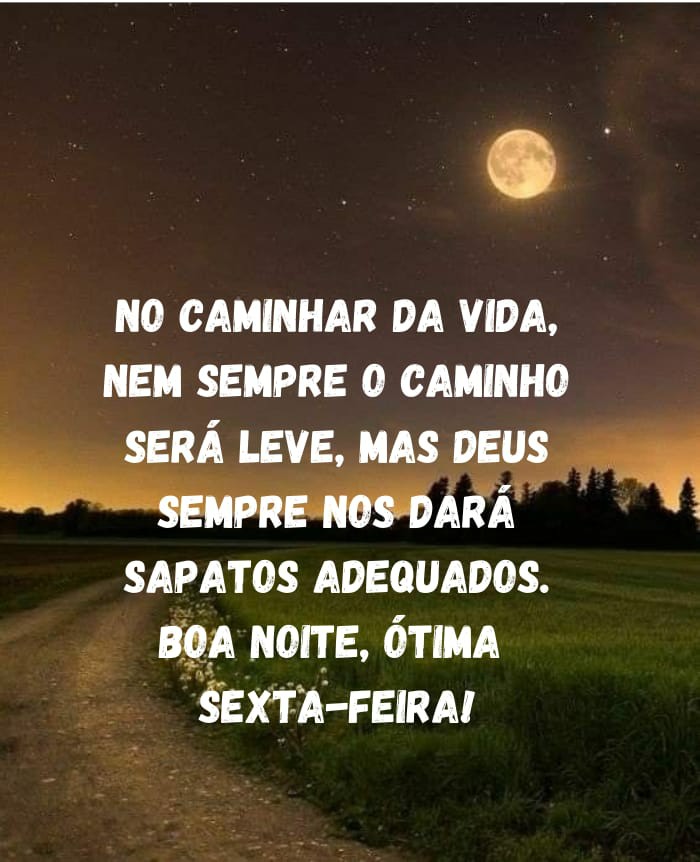 NO CAMINHAR DA VIDA,
NEM SEMPRE O CAMINHO
SERÁ LEVE, MAS DEUS
SEMPRE NOS DARÁ
SAPATOS ADEQUADOS.
BOA NOITE, ÓTIMA
SEXTA-FEIRA!